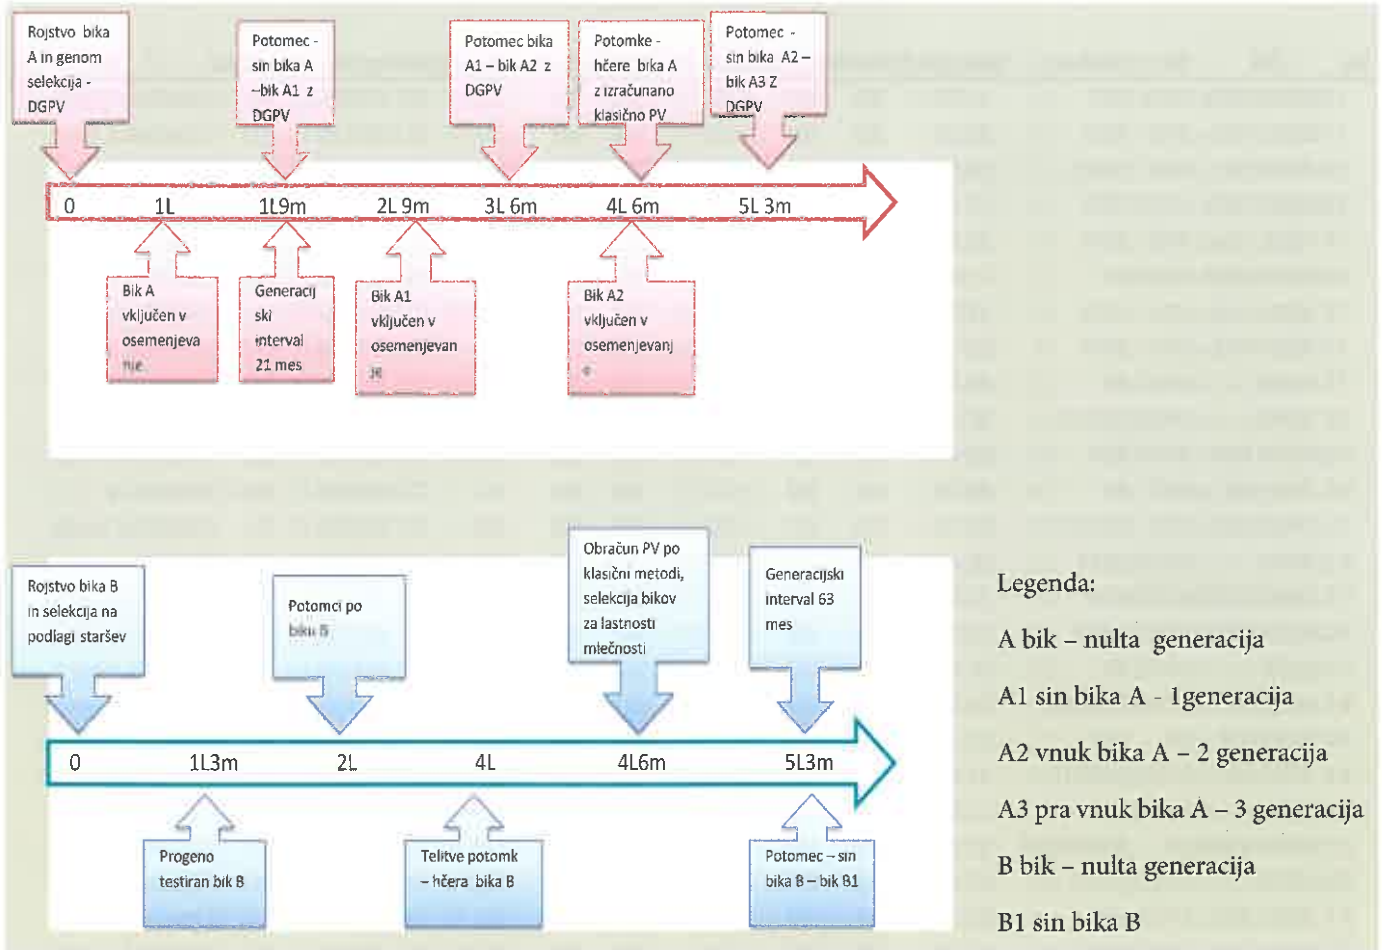 Rojstvo bika
A in genom
selekcija -
DGPV
Potomec -
sin bika A
–bik A1 z
DGPV
Potomec bika
A1 – bik A2 z
DGPV
Potomke -
hčere bika A
z izračunano
klasično PV
Potomec -
sin bika A2 –
bik A3 Z
DGPV
0 1L 1L9m 2L 9m 3L 6m 4L 6m 5L 3m
Bik A
vključen v
osemenjeva
nje
Generacij
ski
interval
21 mes
Bik A1
vključen v
osemenjevan
je
Bik A2
vključen v
osemenjevanj
e
Rojstvo bika B
in selekcija na
podlagi staršev
Potomci po
biku B
Obračun PV po
klasični metodi,
selekcija bikov
za lastnosti
mlečnosti
Generacijski
interval 63
mes
0 1L3m 2L 4L 4L6m 5L3m
Progeno
testiran bik B
Telitve potomk
– hčera bika B
Potomec – sin
bika B – bik B1
Legenda:
A bik – nulta generacija
A1 sin bika A - 1generacija
A2 vnuk bika A – 2 generacija
A3 pra vnuk bika A – 3 generacija
B bik – nulta generacija
B1 sin bika B